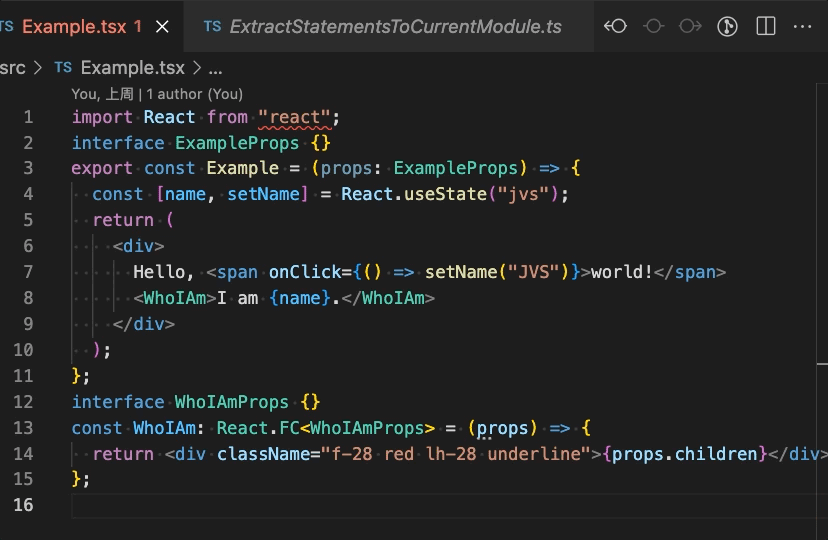 TS Example.tsx 1 TS ExtractStatementsToCurrentModule.ts
src > TS Example.tsx > ...
You, 上周 | 1 author (You)
1 import React from "react";
2 interface ExampleProps {}
3 export const Example = (props: ExampleProps) => {
4 const [name, setName] = React.useState("jvs");
5 return (
6 <div>
7 Hello, <span onClick={() => setName("JVS")}>world!</span>
8 <WhoIAm>I am {name}.</WhoIAm>
9 </div>
10 );
11 };
12 interface WhoIAmProps {}
13 const WhoIAm: React.FC<WhoIAmProps> = (props) => {
14 return <div className="f-28 red lh-28 underline">{props.children}</div>
15 };
16